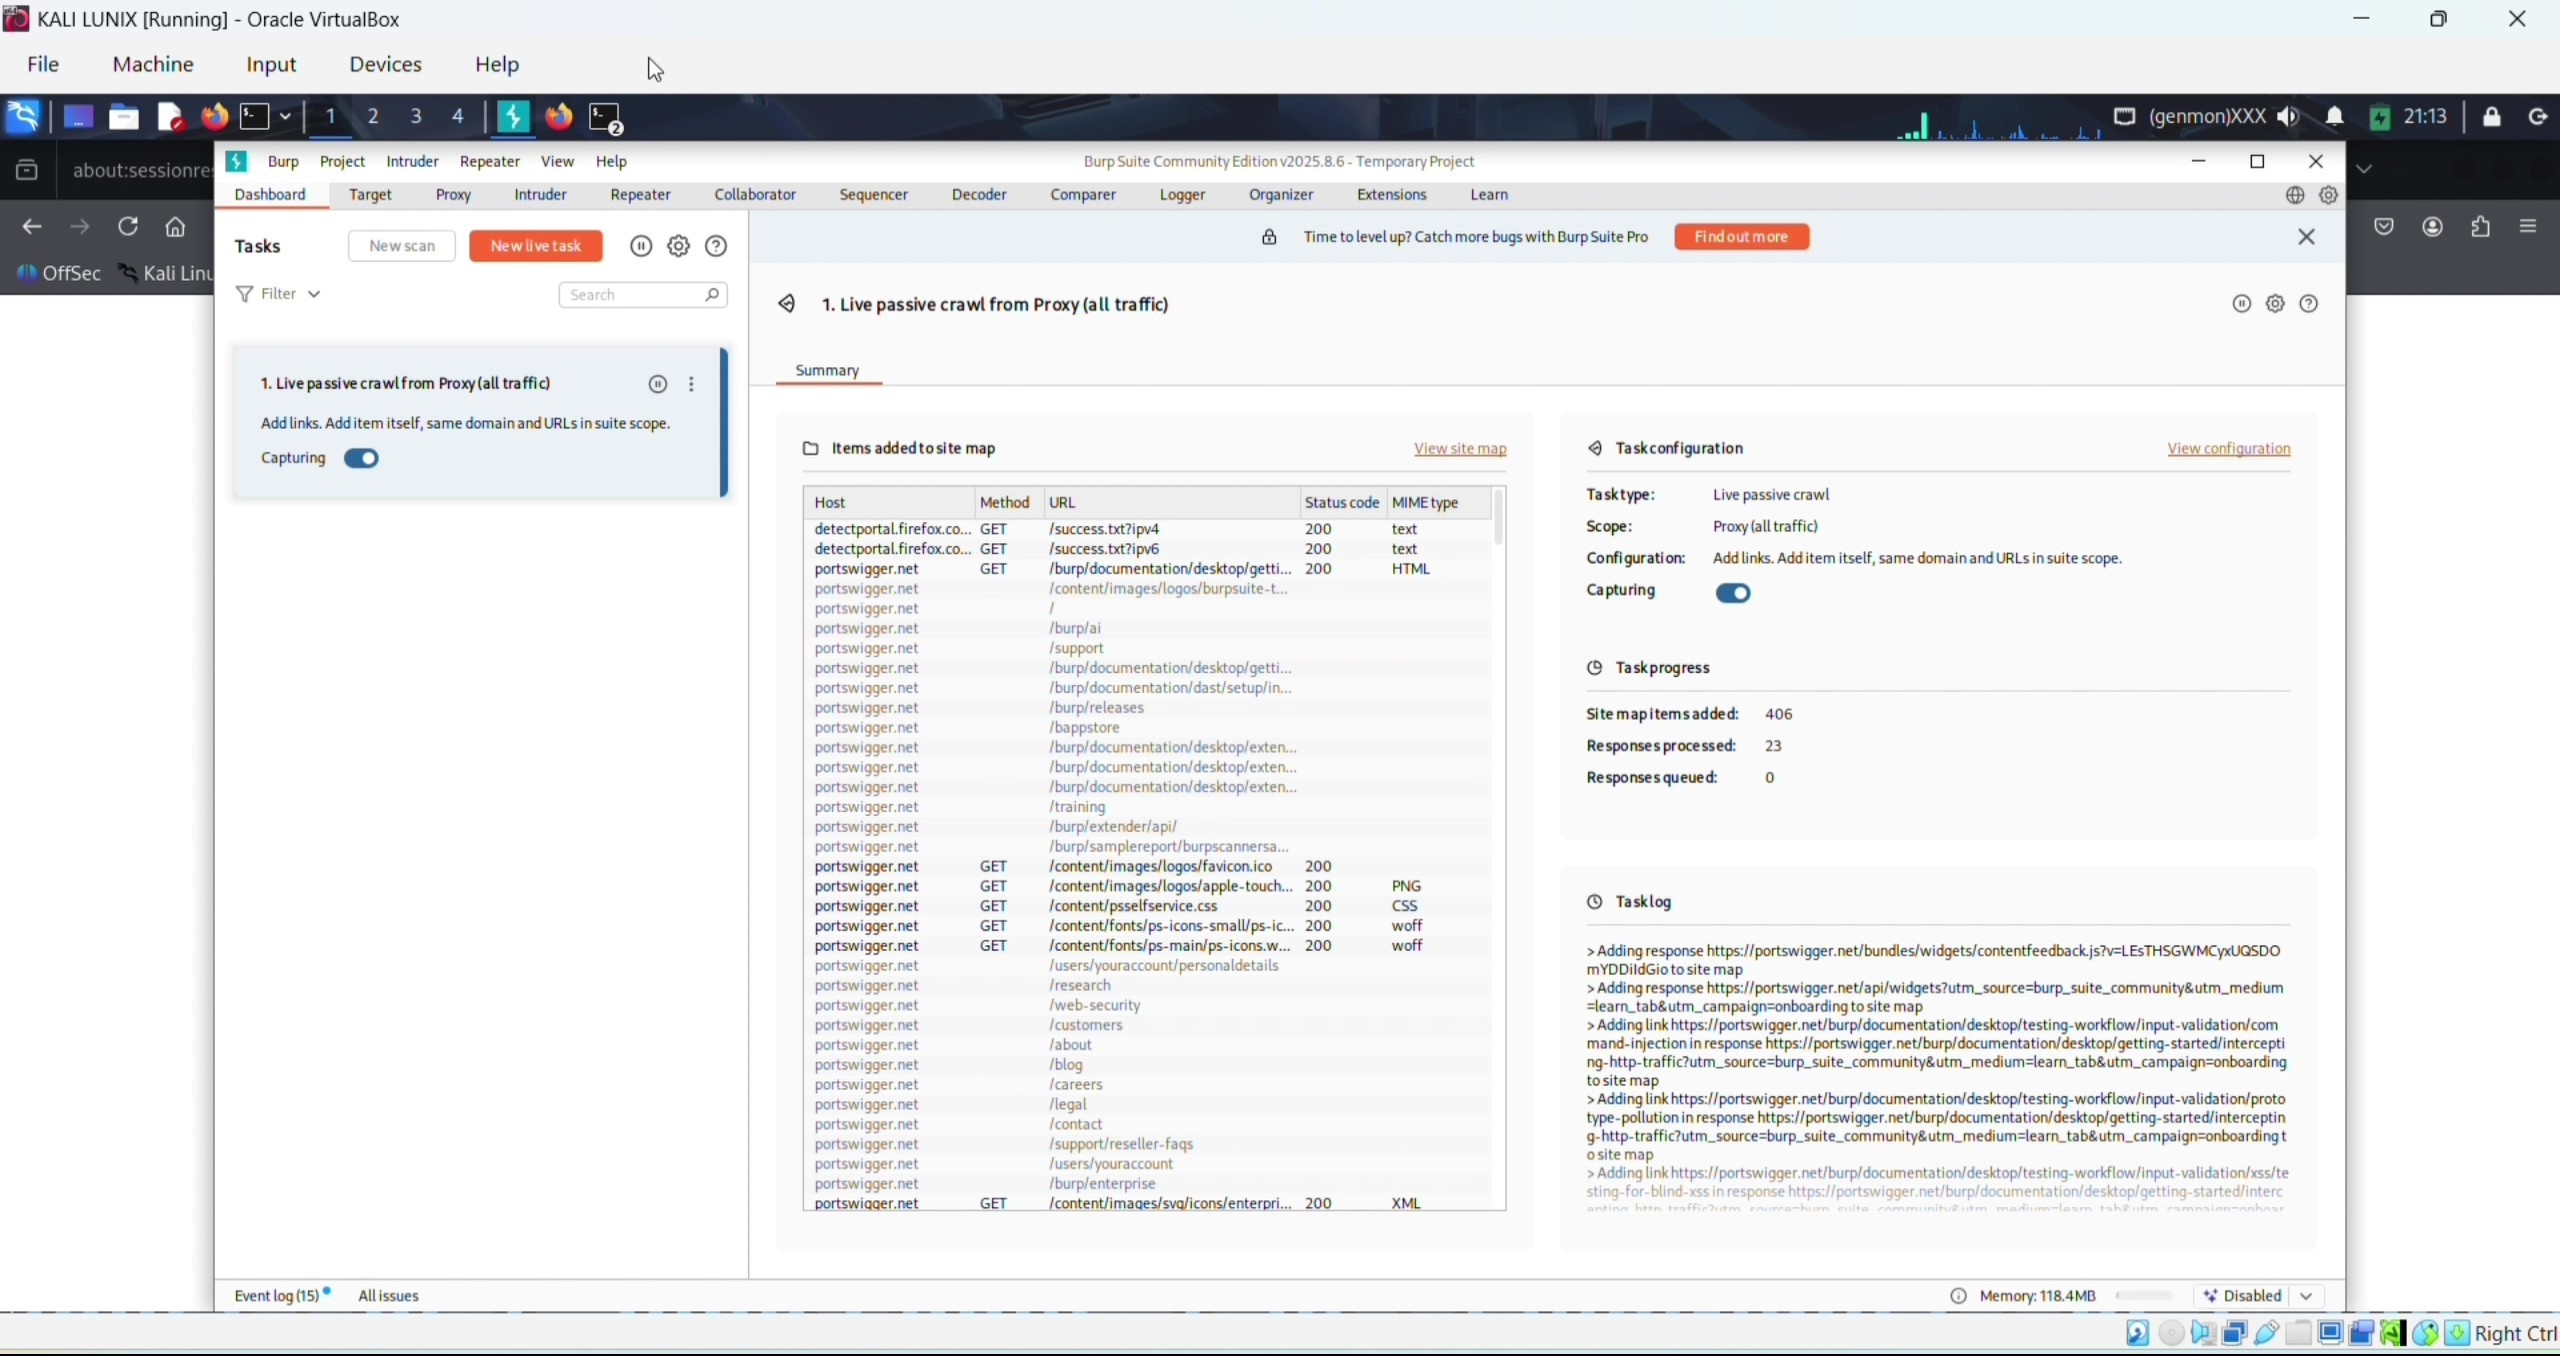 KALI LUNIX [Running] - Oracle VirtualBox
File Machine Input Devices Help
1 2 3 4 2 (genmon)XXX 21:13
about:sessionre
Burp Project Intruder Repeater View Help
Burp Suite Community Edition v2025.8.6 - Temporary Project
Dashboard Target Proxy Intruder Repeater Collaborator Sequencer Decoder Comparer Logger Organizer Extensions Learn
OffSec Kali Linu
Tasks New scan New live task
Time to level up? Catch more bugs with Burp Suite Pro Find out more
Filter Search
1. Live passive crawl from Proxy (all traffic)
Add links. Add item itself, same domain and URLs in suite scope.
Capturing
1. Live passive crawl from Proxy (all traffic)
Summary
Items added to site map View site map
Host Method URL Status code MIME type
detectportal.firefox.co... GET /success.txt?ipv4 200 text
detectportal.firefox.co... GET /success.txt?ipv6 200 text
portswigger.net GET /burp/documentation/desktop/getti... 200 HTML
portswigger.net /content/images/logos/burpsuite-t...
portswigger.net /
portswigger.net /burp/ai
portswigger.net /support
portswigger.net /burp/documentation/desktop/getti...
portswigger.net /burp/documentation/dast/setup/in...
portswigger.net /burp/releases
portswigger.net /bappstore
portswigger.net /burp/documentation/desktop/exten...
portswigger.net /burp/documentation/desktop/exten...
portswigger.net /burp/documentation/desktop/exten...
portswigger.net /training
portswigger.net /burp/extender/api/
portswigger.net /burp/samplereport/burpscannersa...
portswigger.net GET /content/images/logos/favicon.ico 200
portswigger.net GET /content/images/logos/apple-touch... 200 PNG
portswigger.net GET /content/psselfservice.css 200 CSS
portswigger.net GET /content/fonts/ps-icons-small/ps-ic... 200 woff
portswigger.net GET /content/fonts/ps-main/ps-icons.w... 200 woff
portswigger.net /users/youraccount/personaldetails
portswigger.net /research
portswigger.net /web-security
portswigger.net /customers
portswigger.net /about
portswigger.net /blog
portswigger.net /careers
portswigger.net /legal
portswigger.net /contact
portswigger.net /support/reseller-faqs
portswigger.net /users/youraccount
portswigger.net /burp/enterprise
portswigger.net GET /content/images/svg/icons/enterpri... 200 XML
Task configuration View configuration
Task type: Live passive crawl
Scope: Proxy (all traffic)
Configuration: Add links. Add item itself, same domain and URLs in suite scope.
Capturing
Task progress
Site map items added: 406
Responses processed: 23
Responses queued: 0
Task log
> Adding response https://portswigger.net/bundles/widgets/contentfeedback.js?v=LEsTHSGWMCyxUQSDO
mYDDiIdGio to site map
> Adding response https://portswigger.net/api/widgets?utm_source=burp_suite_community&utm_medium
=learn_tab&utm_campaign=onboarding to site map
> Adding link https://portswigger.net/burp/documentation/desktop/testing-workflow/input-validation/com
mand-injection in response https://portswigger.net/burp/documentation/desktop/getting-started/intercepti
ng-http-traffic?utm_source=burp_suite_community&utm_medium=learn_tab&utm_campaign=onboarding
to site map
> Adding link https://portswigger.net/burp/documentation/desktop/testing-workflow/input-validation/proto
type-pollution in response https://portswigger.net/burp/documentation/desktop/getting-started/interceptin
g-http-traffic?utm_source=burp_suite_community&utm_medium=learn_tab&utm_campaign=onboarding t
o site map
> Adding link https://portswigger.net/burp/documentation/desktop/testing-workflow/input-validation/xss/te
sting-for-blind-xss in response https://portswigger.net/burp/documentation/desktop/getting-started/interc
Event log (15) All issues
Memory: 118.4MB Disabled
Right Ctrl